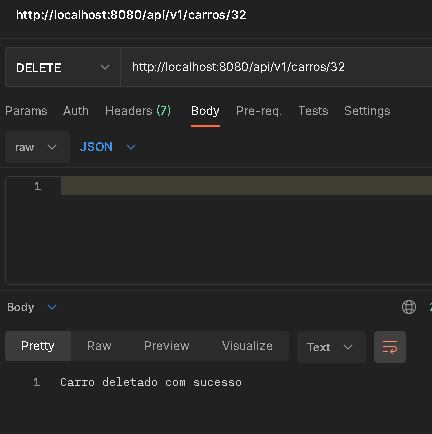 http://localhost:8080/api/v1/carros/32
DELETE http://localhost:8080/api/v1/carros/32
Params Auth Headers (7) Body Pre-req. Tests Settings
raw JSON
1
Body
Pretty Raw Preview Visualize Text
1 Carro deletado com sucesso